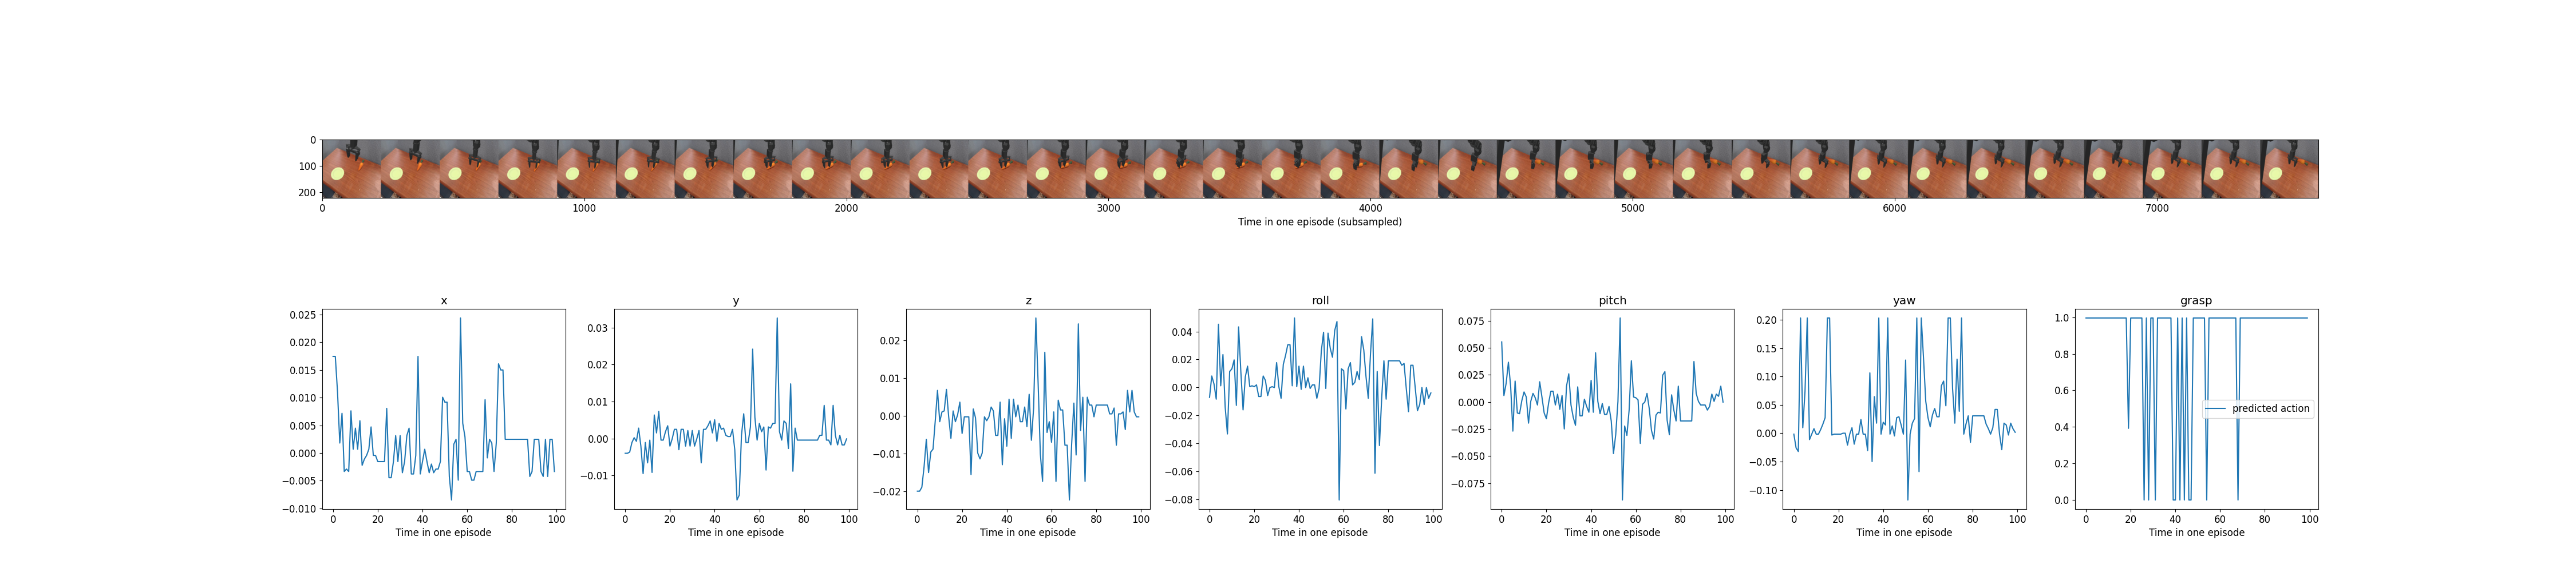 0
100
200
0 1000 2000 3000 4000 5000 6000 7000
Time in one episode (subsampled)
x y z roll pitch yaw grasp
0.025
0.020
0.015
0.010
0.005
0.000
−0.005
−0.010
0 20 40 60 80 100
Time in one episode
0.03
0.02
0.01
0.00
−0.01
0 20 40 60 80 100
Time in one episode
0.02
0.01
0.00
−0.01
−0.02
0 20 40 60 80 100
Time in one episode
0.04
0.02
0.00
−0.02
−0.04
−0.06
−0.08
0 20 40 60 80 100
Time in one episode
0.075
0.050
0.025
0.000
−0.025
−0.050
−0.075
0 20 40 60 80 100
Time in one episode
0.20
0.15
0.10
0.05
0.00
−0.05
−0.10
0 20 40 60 80 100
Time in one episode
1.0
0.8
0.6
0.4
0.2
0.0
predicted action
0 20 40 60 80 100
Time in one episode